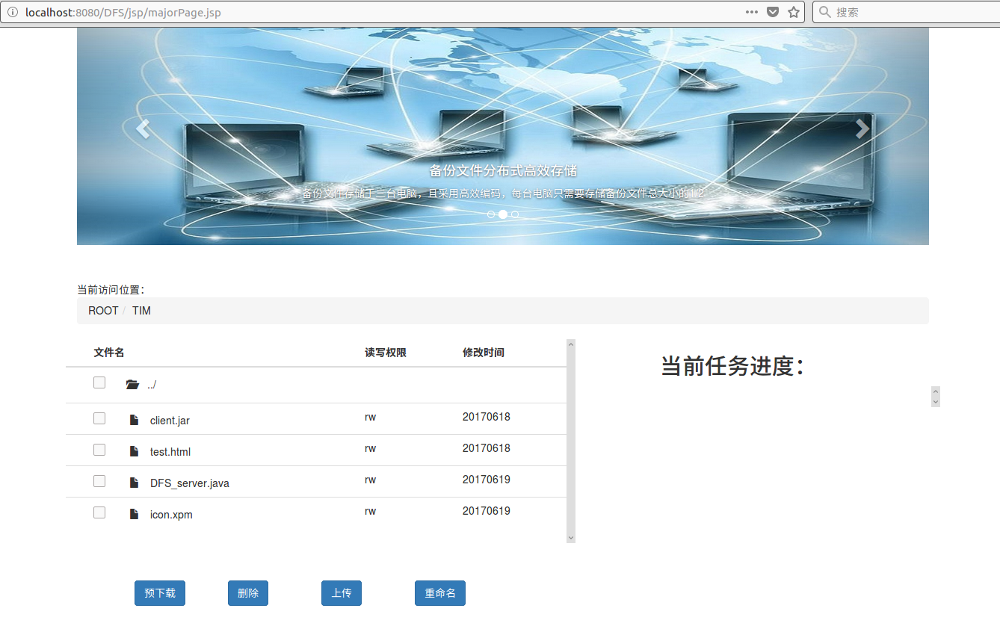 localhost:8080/DFS/jsp/majorPage.jsp
搜索
备份文件分布式高效存储
备份文件存储于三台电脑，且采用高效编码，每台电脑只需要存储备份文件总大小的1/2
当前访问位置：
ROOT / TIM
文件名 读写权限 修改时间
../
client.jar rw 20170618
test.html rw 20170618
DFS_server.java rw 20170619
icon.xpm rw 20170619
当前任务进度：
预下载 删除 上传 重命名